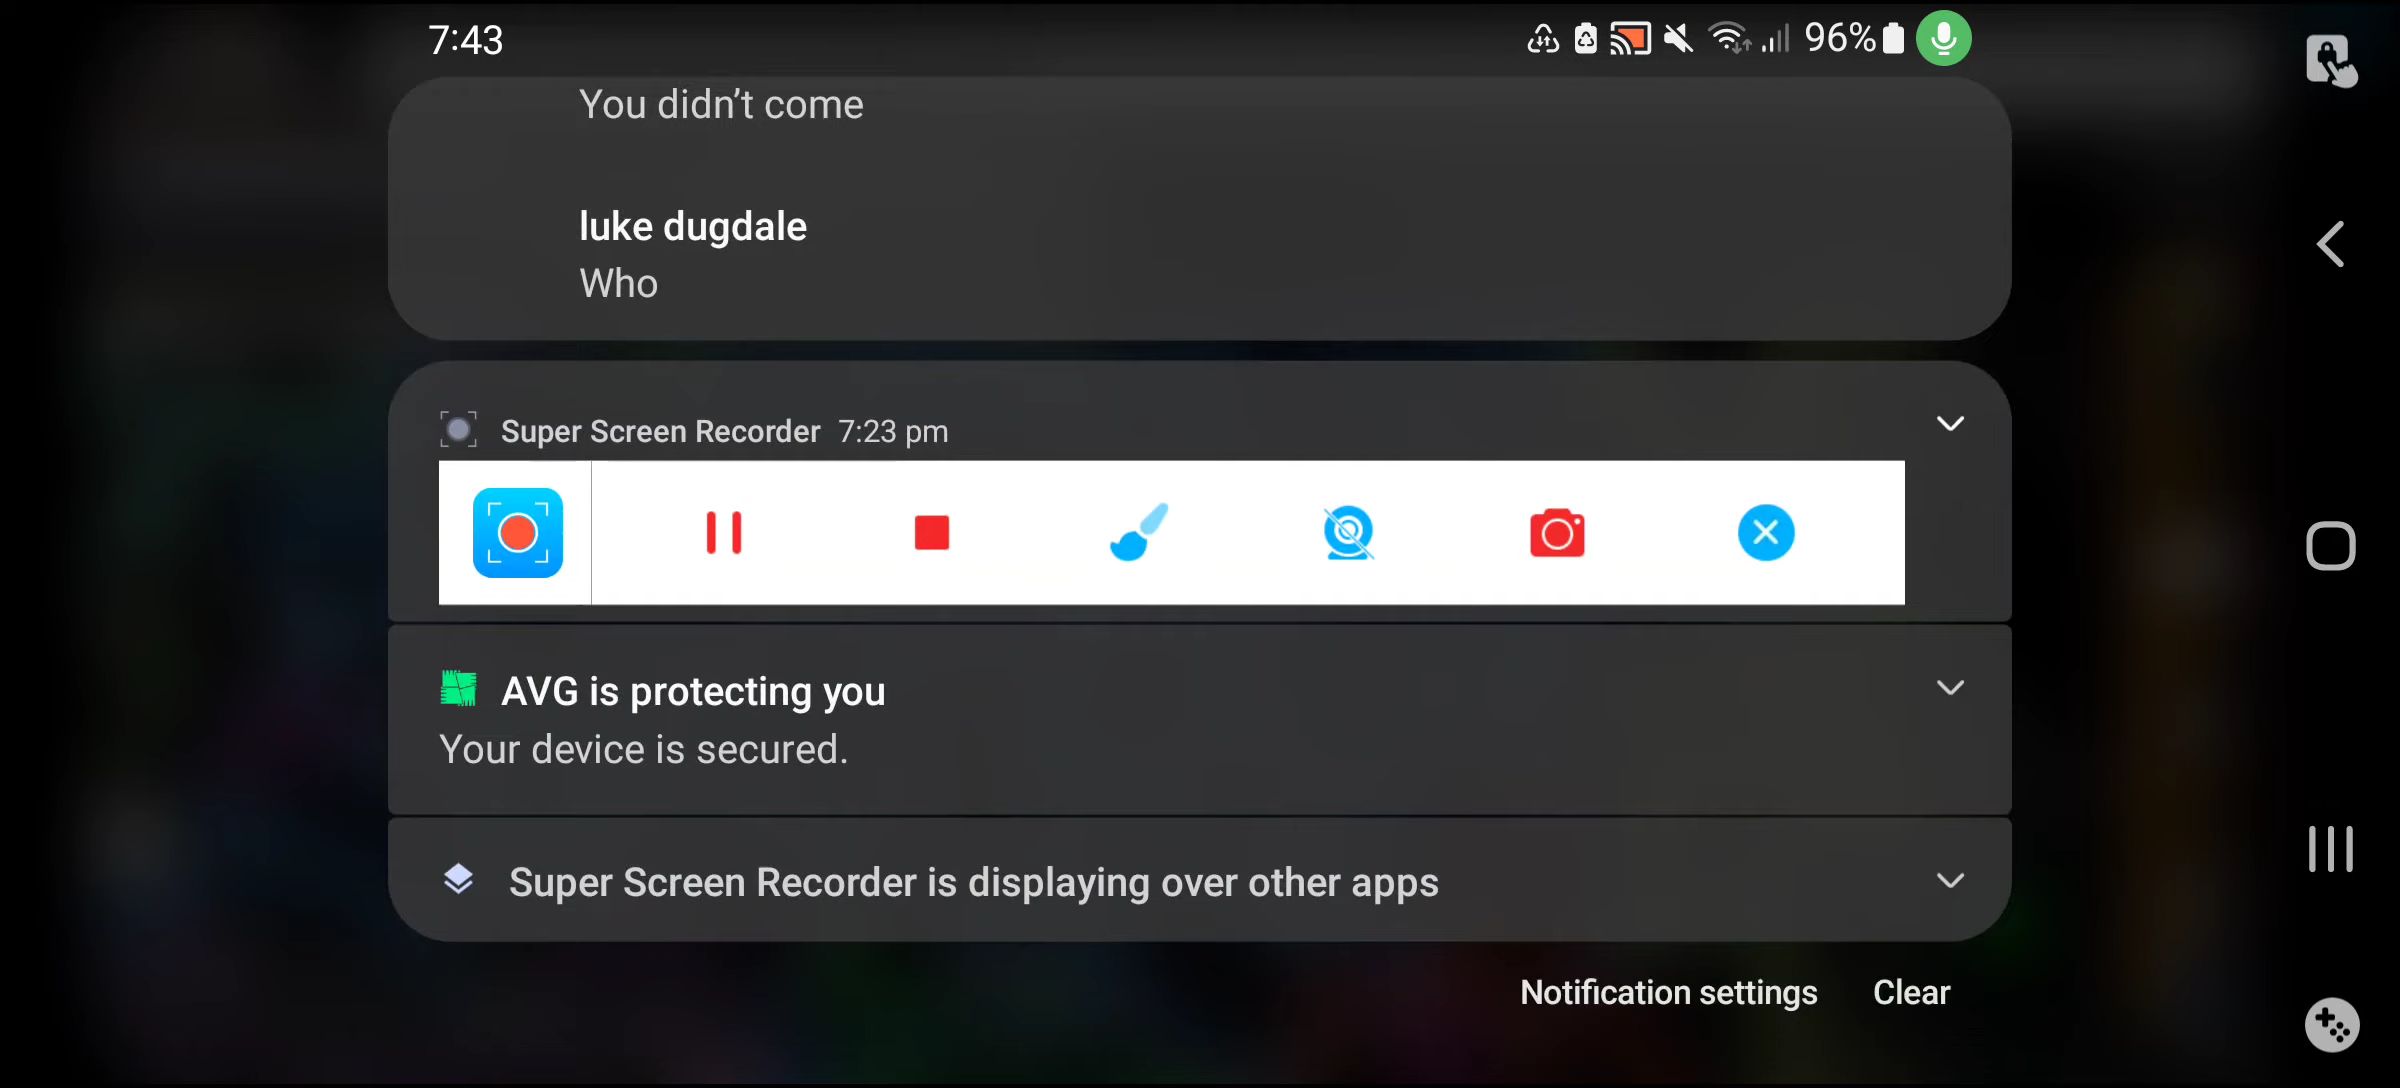 7:43
96%
You didn’t come
luke dugdale
Who
Super Screen Recorder 7:23 pm
AVG is protecting you
Your device is secured.
Super Screen Recorder is displaying over other apps
Notification settings Clear